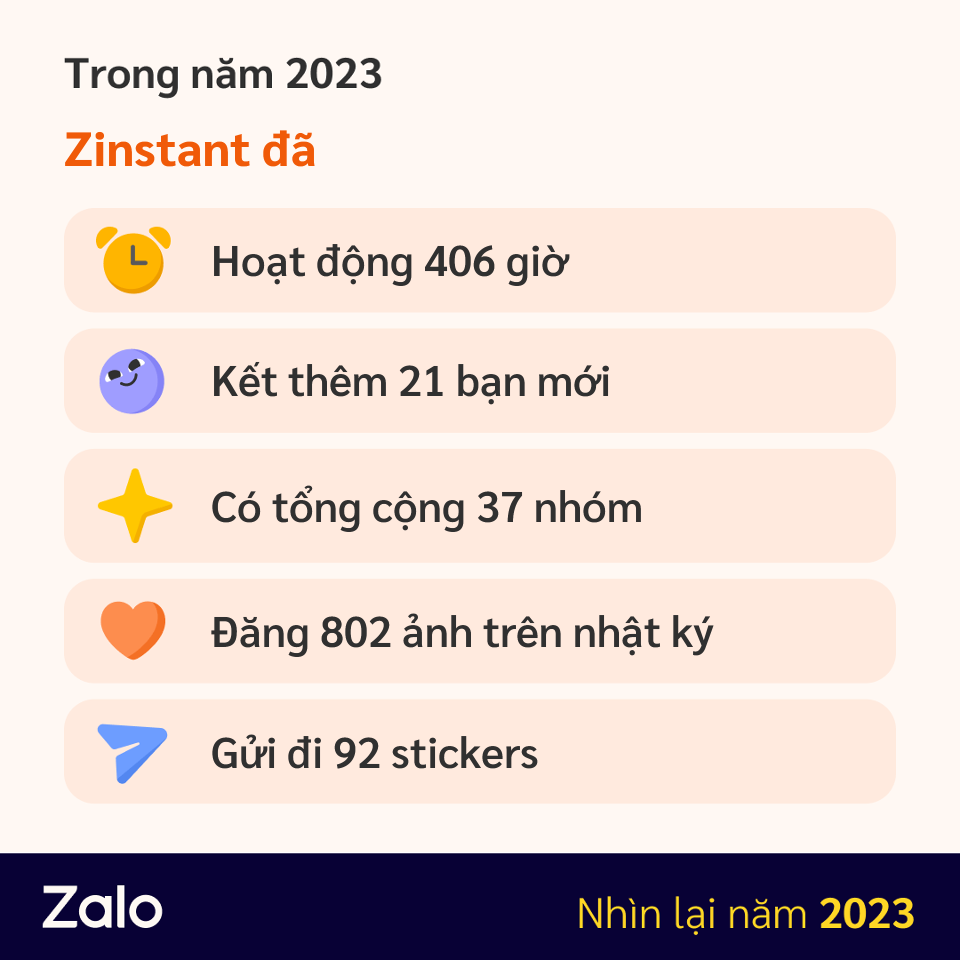 Trong năm 2023
Zinstant đã
Hoạt động 406 giờ
Kết thêm 21 bạn mới
Có tổng cộng 37 nhóm
Đăng 802 ảnh trên nhật ký
Gửi đi 92 stickers
Zalo
Nhìn lại năm 2023